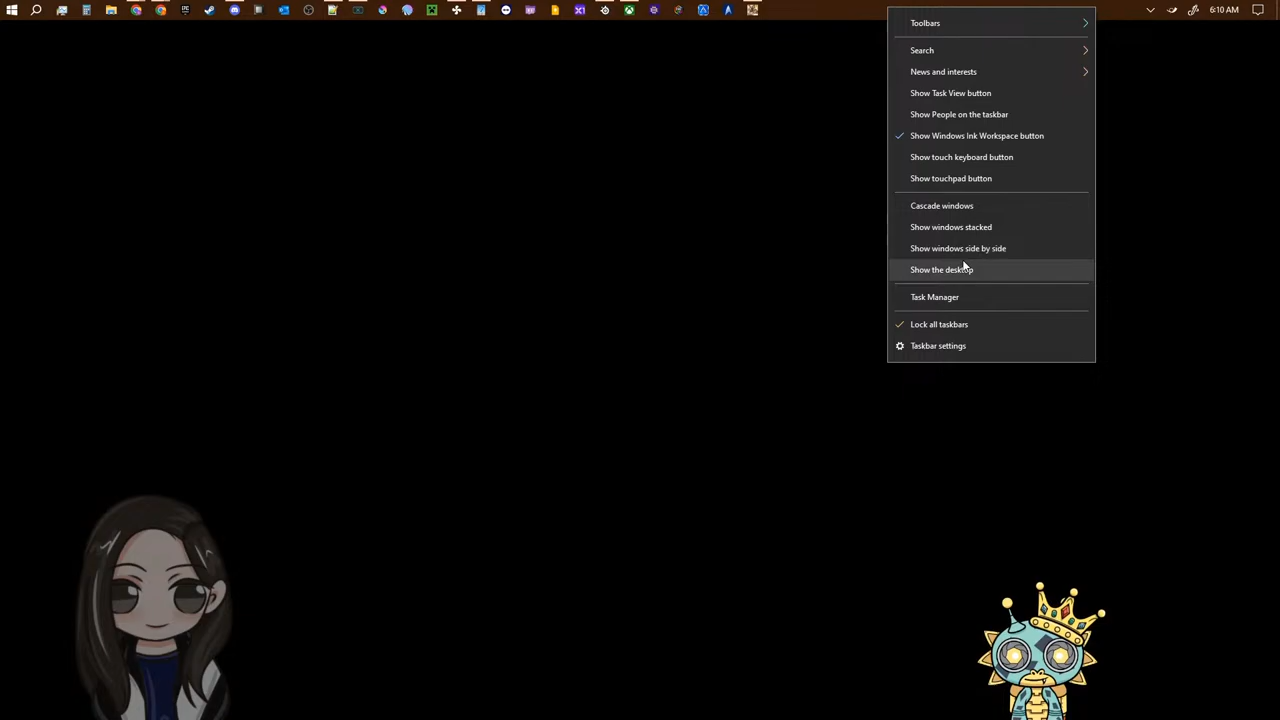 6:10 AM
Toolbars
Search
News and interests
Show Task View button
Show People on the taskbar
Show Windows Ink Workspace button
Show touch keyboard button
Show touchpad button
Cascade windows
Show windows stacked
Show windows side by side
Show the desktop
Task Manager
Lock all taskbars
Taskbar settings